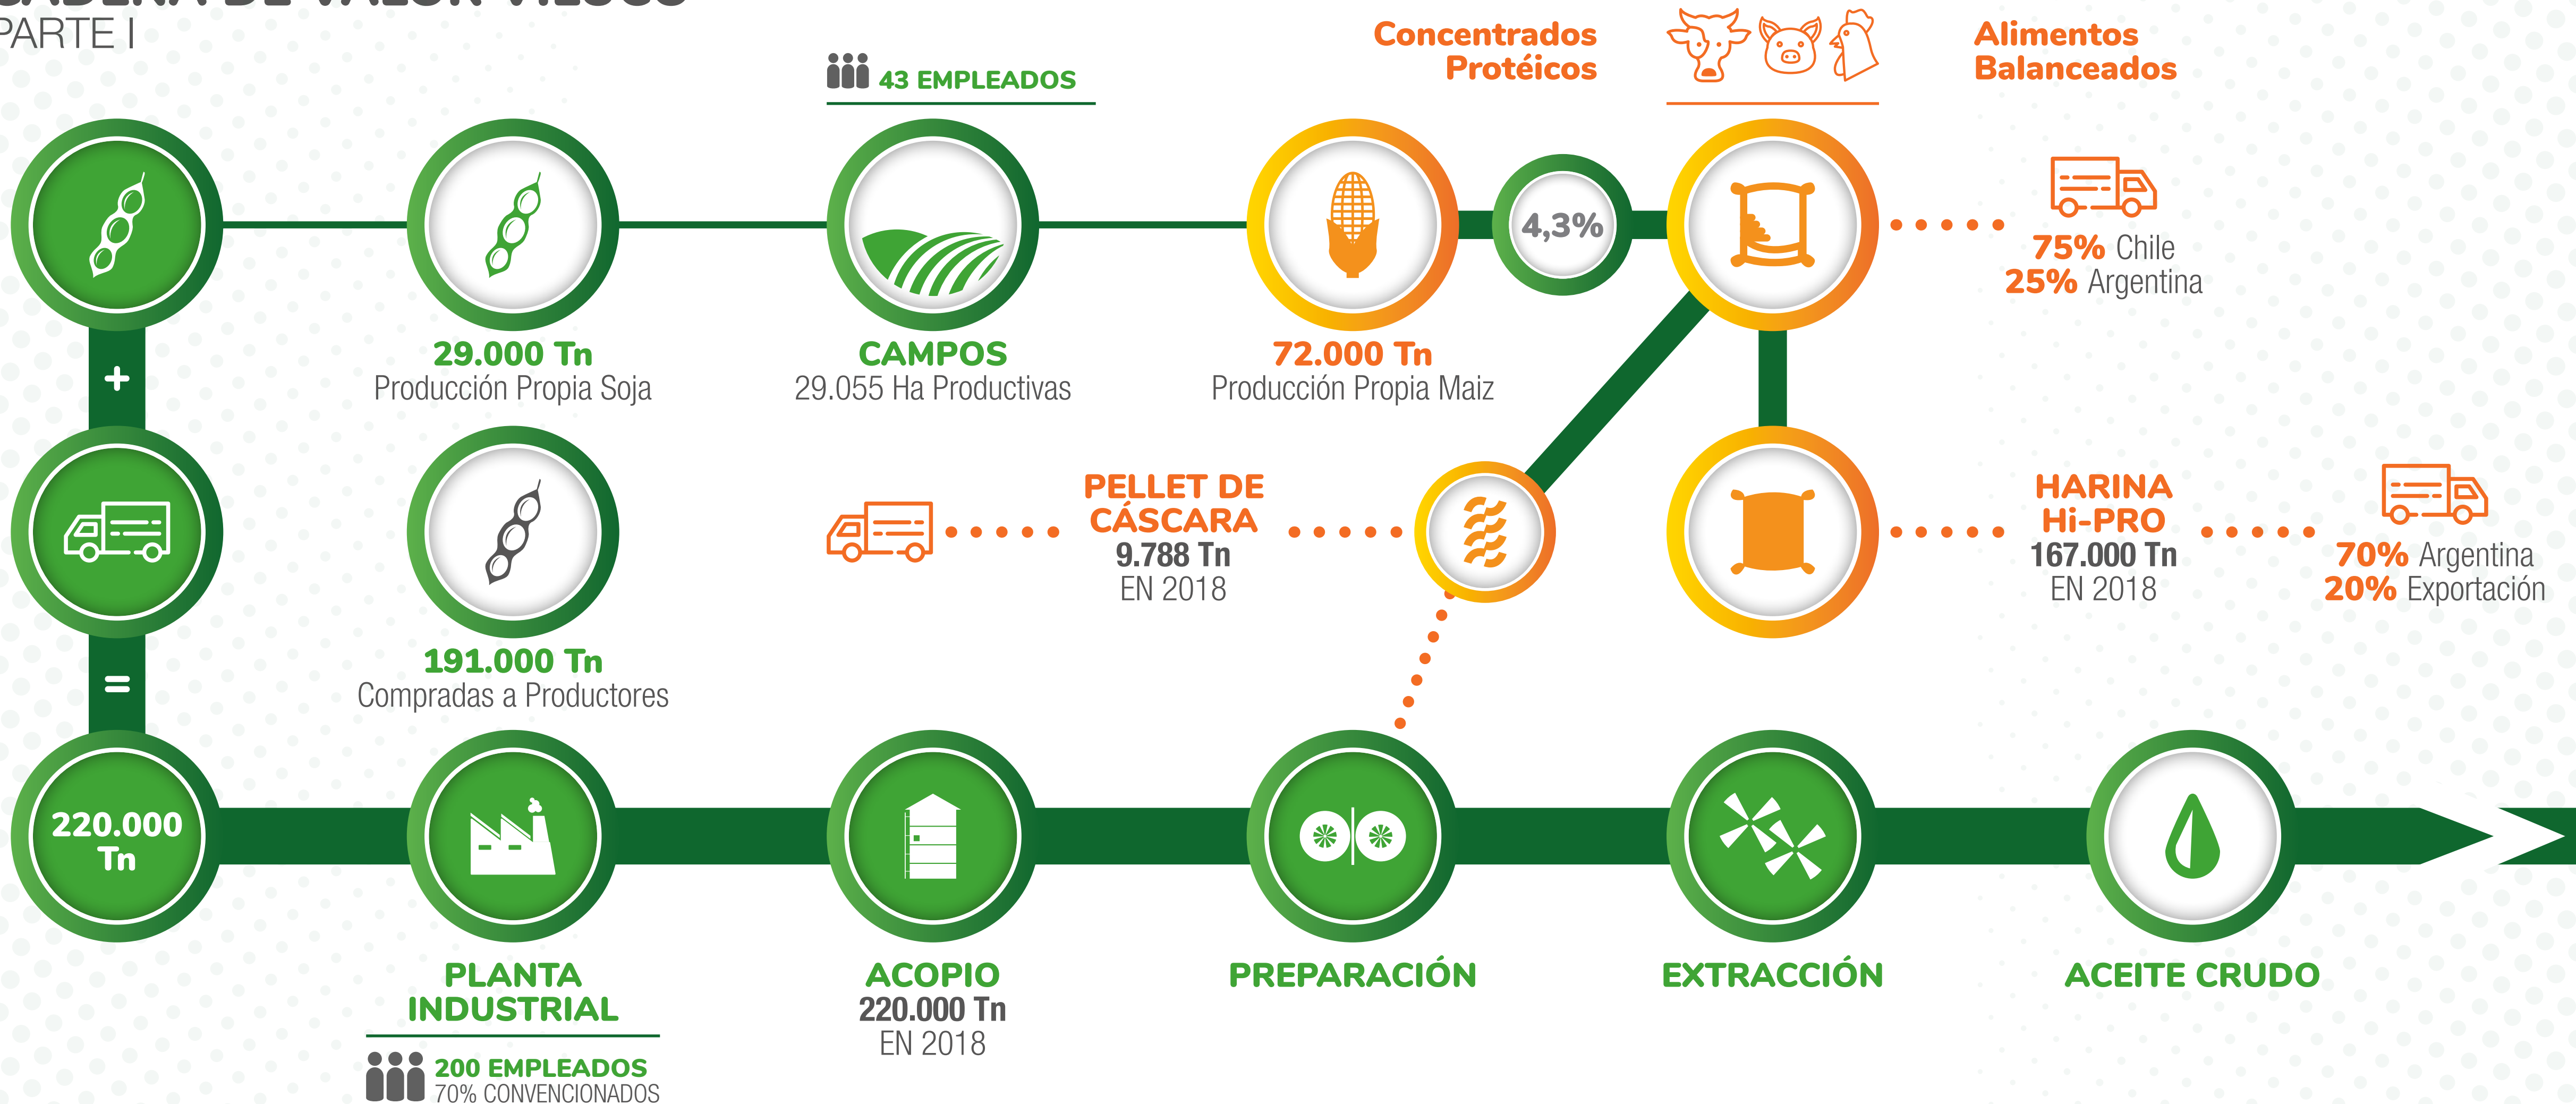 PARTE I
43 EMPLEADOS
Concentrados
Protéicos
Alimentos
Balanceados
4,3%
75% Chile
25% Argentina
29.000 Tn
Producción Propia Soja
CAMPOS
29.055 Ha Productivas
72.000 Tn
Producción Propia Maiz
+
PELLET DE
CÁSCARA
9.788 Tn
EN 2018
HARINA
Hi-PRO
167.000 Tn
EN 2018
70% Argentina
20% Exportación
191.000 Tn
Compradas a Productores
=
220.000
Tn
PLANTA
INDUSTRIAL
200 EMPLEADOS
70% CONVENCIONADOS
ACOPIO
220.000 Tn
EN 2018
PREPARACIÓN
EXTRACCIÓN
ACEITE CRUDO